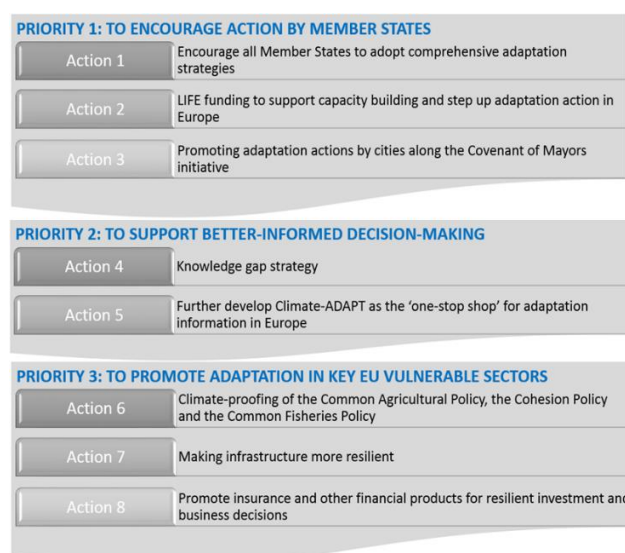 PRIORITY 1: TO ENCOURAGE ACTION BY MEMBER STATES
Action 1
Encourage all Member States to adopt comprehensive adaptation
strategies
Action 2
LIFE funding to support capacity building and step up adaptation action in
Europe
Action 3
Promoting adaptation actions by cities along the Covenant of Mayors
initiative
PRIORITY 2: TO SUPPORT BETTER-INFORMED DECISION-MAKING
Action 4
Knowledge gap strategy
Action 5
Further develop Climate-ADAPT as the ‘one-stop shop’ for adaptation
information in Europe
PRIORITY 3: TO PROMOTE ADAPTATION IN KEY EU VULNERABLE SECTORS
Action 6
Climate-proofing of the Common Agricultural Policy, the Cohesion Policy
and the Common Fisheries Policy
Action 7
Making infrastructure more resilient
Action 8
Promote insurance and other financial products for resilient investment and
business decisions